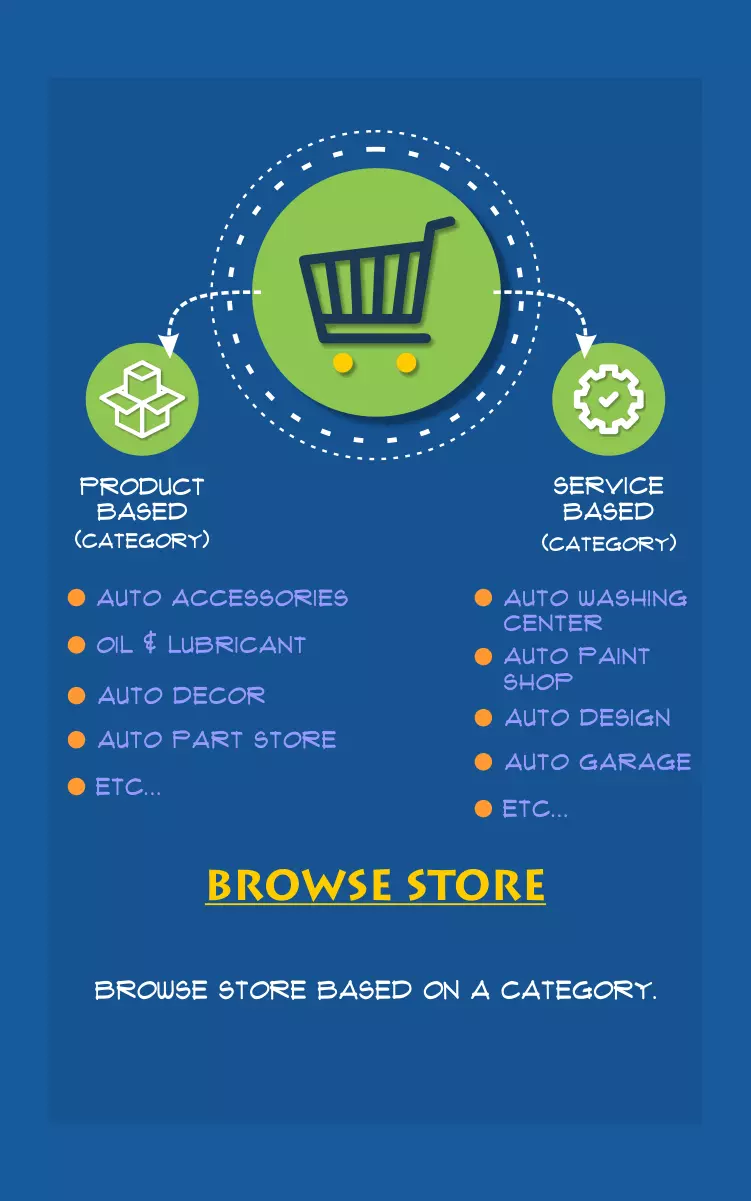 PRODUCT
BASED
(CATEGORY)
SERVICE
BASED
(CATEGORY)
AUTO ACCESSORIES
OIL & LUBRICANT
AUTO DECOR
AUTO PART STORE
ETC...
AUTO WASHING
CENTER
AUTO PAINT
SHOP
AUTO DESIGN
AUTO GARAGE
ETC...
BROWSE STORE
BROWSE STORE BASED ON A CATEGORY.